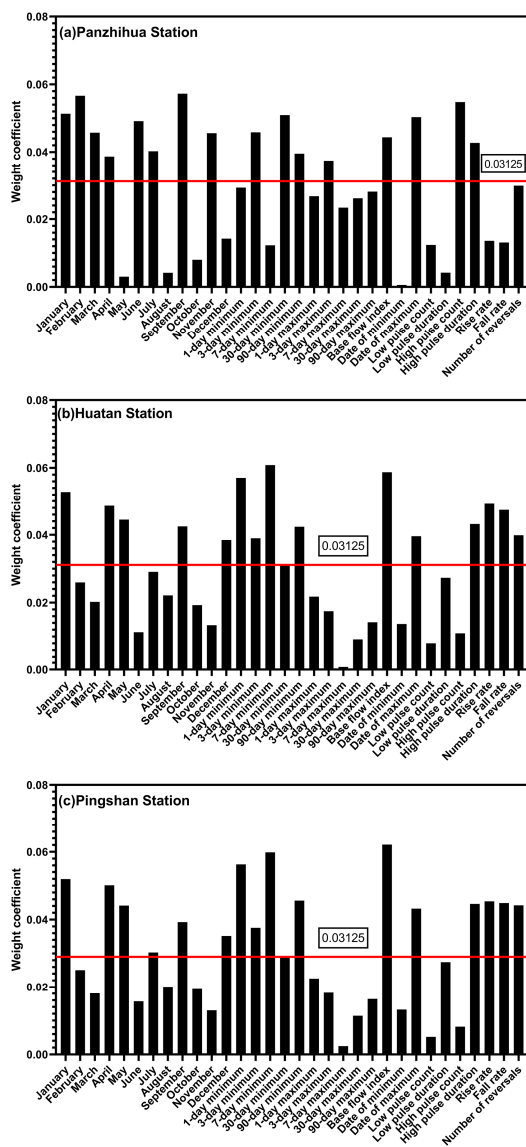 (a)Panzhihua Station
0.08
0.06
0.04
0.02
0.00
Weight coefficient
0.03125
January
February
March
April
May
June
July
August
September
October
November
December
1-day minimum
3-day minimum
7-day minimum
30-day minimum
90-day minimum
1-day maximum
3-day maximum
7-day maximum
30-day maximum
90-day maximum
Base flow index
Date of minimum
Date of maximum
Low pulse count
Low pulse duration
High pulse count
High pulse duration
Rise rate
Fall rate
Number of reversals
(b)Huatan Station
0.08
0.06
0.04
0.02
0.00
Weight coefficient
0.03125
January
February
March
April
May
June
July
August
September
October
November
December
1-day minimum
3-day minimum
7-day minimum
30-day minimum
90-day minimum
1-day maximum
3-day maximum
7-day maximum
30-day maximum
90-day maximum
Base flow index
Date of minimum
Date of maximum
Low pulse count
Low pulse duration
High pulse count
High pulse duration
Rise rate
Fall rate
Number of reversals
(c)Pingshan Station
0.08
0.06
0.04
0.02
0.00
Weight coefficient
0.03125
January
February
March
April
May
June
July
August
September
October
November
December
1-day minimum
3-day minimum
7-day minimum
30-day minimum
90-day minimum
1-day maximum
3-day maximum
7-day maximum
30-day maximum
90-day maximum
Base flow index
Date of minimum
Date of maximum
Low pulse count
Low pulse duration
High pulse count
High pulse duration
Rise rate
Fall rate
Number of reversals